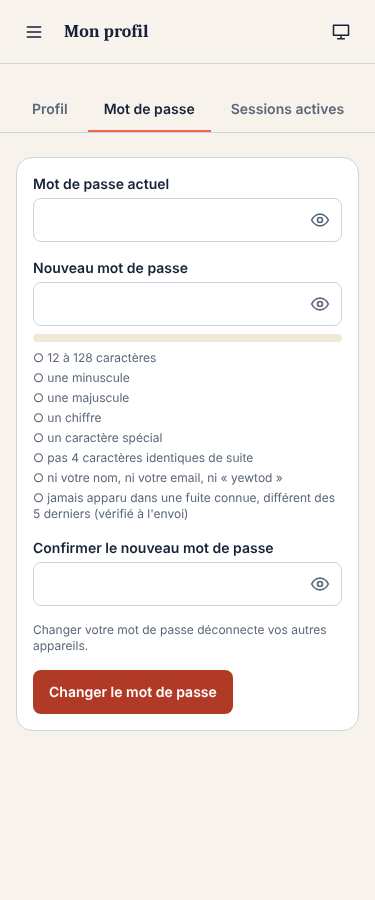 Mon profil
Profil
Mot de passe
Sessions actives
Mot de passe actuel
Nouveau mot de passe
12 à 128 caractères
une minuscule
une majuscule
un chiffre
un caractère spécial
pas 4 caractères identiques de suite
ni votre nom, ni votre email, ni « yewtod »
jamais apparu dans une fuite connue, différent des
5 derniers (vérifié à l'envoi)
Confirmer le nouveau mot de passe
Changer votre mot de passe déconnecte vos autres
appareils.
Changer le mot de passe